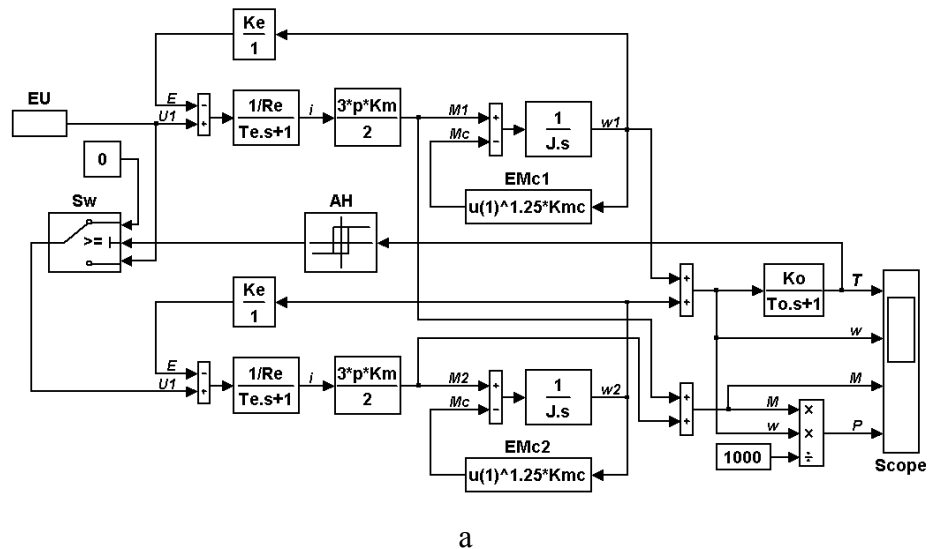 Ke
1
EU
E
U1
1/Re
Te.s+1
i
3*p*Km
2
M1
Mc
1
J.s
w1
0
EMc1
u(1)^1.25*Kmc
Sw
>=
AH
Ke
1
Ko
To.s+1
T
w
E
U1
1/Re
Te.s+1
i
3*p*Km
2
M2
Mc
1
J.s
w2
M
M
w
P
1000
Scope
EMc2
u(1)^1.25*Kmc
a